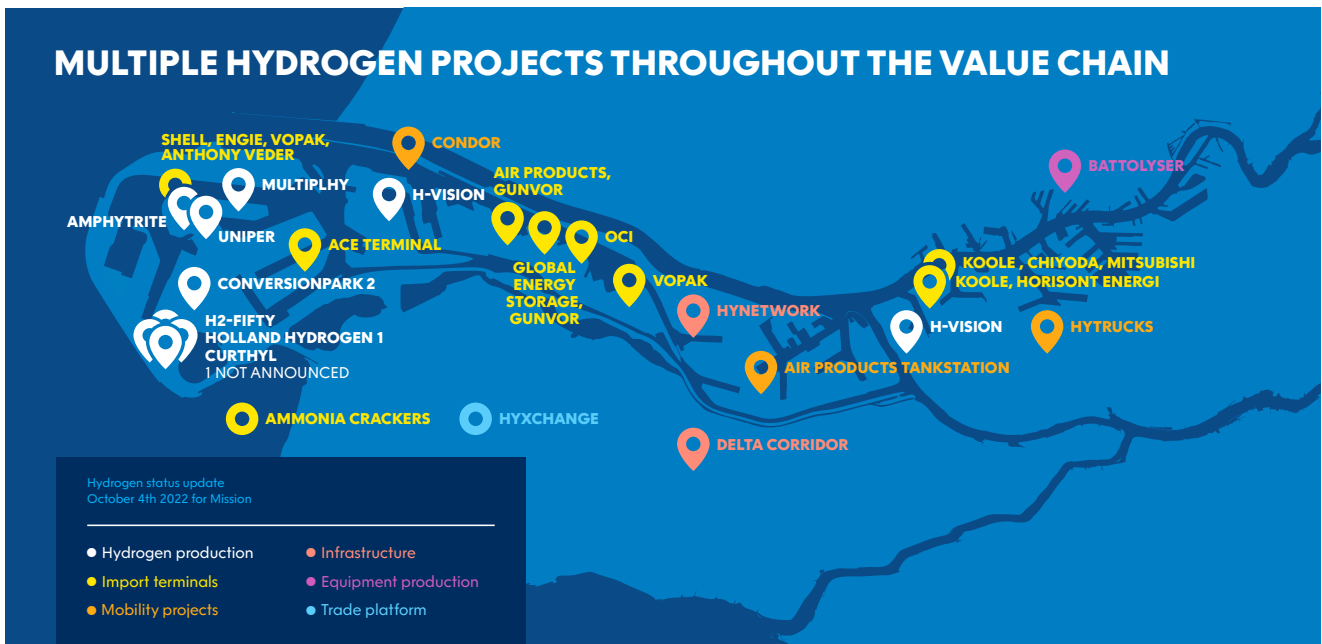 MULTIPLE HYDROGEN PROJECTS THROUGHOUT THE VALUE CHAIN
SHELL, ENGIE, VOPAK,
ANTHONY VEDER
CONDOR
BATTOLYSER
AIR PRODUCTS,
GUNVOR
MULTIPLHY
H-VISION
AMPHYTRITE
UNIPER
ACE TERMINAL
OCI
GLOBAL
ENERGY
STORAGE,
GUNVOR
VOPAK
KOOLE , CHIYODA, MITSUBISHI
KOOLE, HORISONT ENERGI
CONVERSIONPARK 2
HYNETWORK
H-VISION
HYTRUCKS
H2-FIFTY
HOLLAND HYDROGEN 1
CURTHYL
1 NOT ANNOUNCED
AIR PRODUCTS TANKSTATION
AMMONIA CRACKERS
HYXCHANGE
DELTA CORRIDOR
Hydrogen status update
October 4th 2022 for Mission
Hydrogen production
Import terminals
Mobility projects
Infrastructure
Equipment production
Trade platform